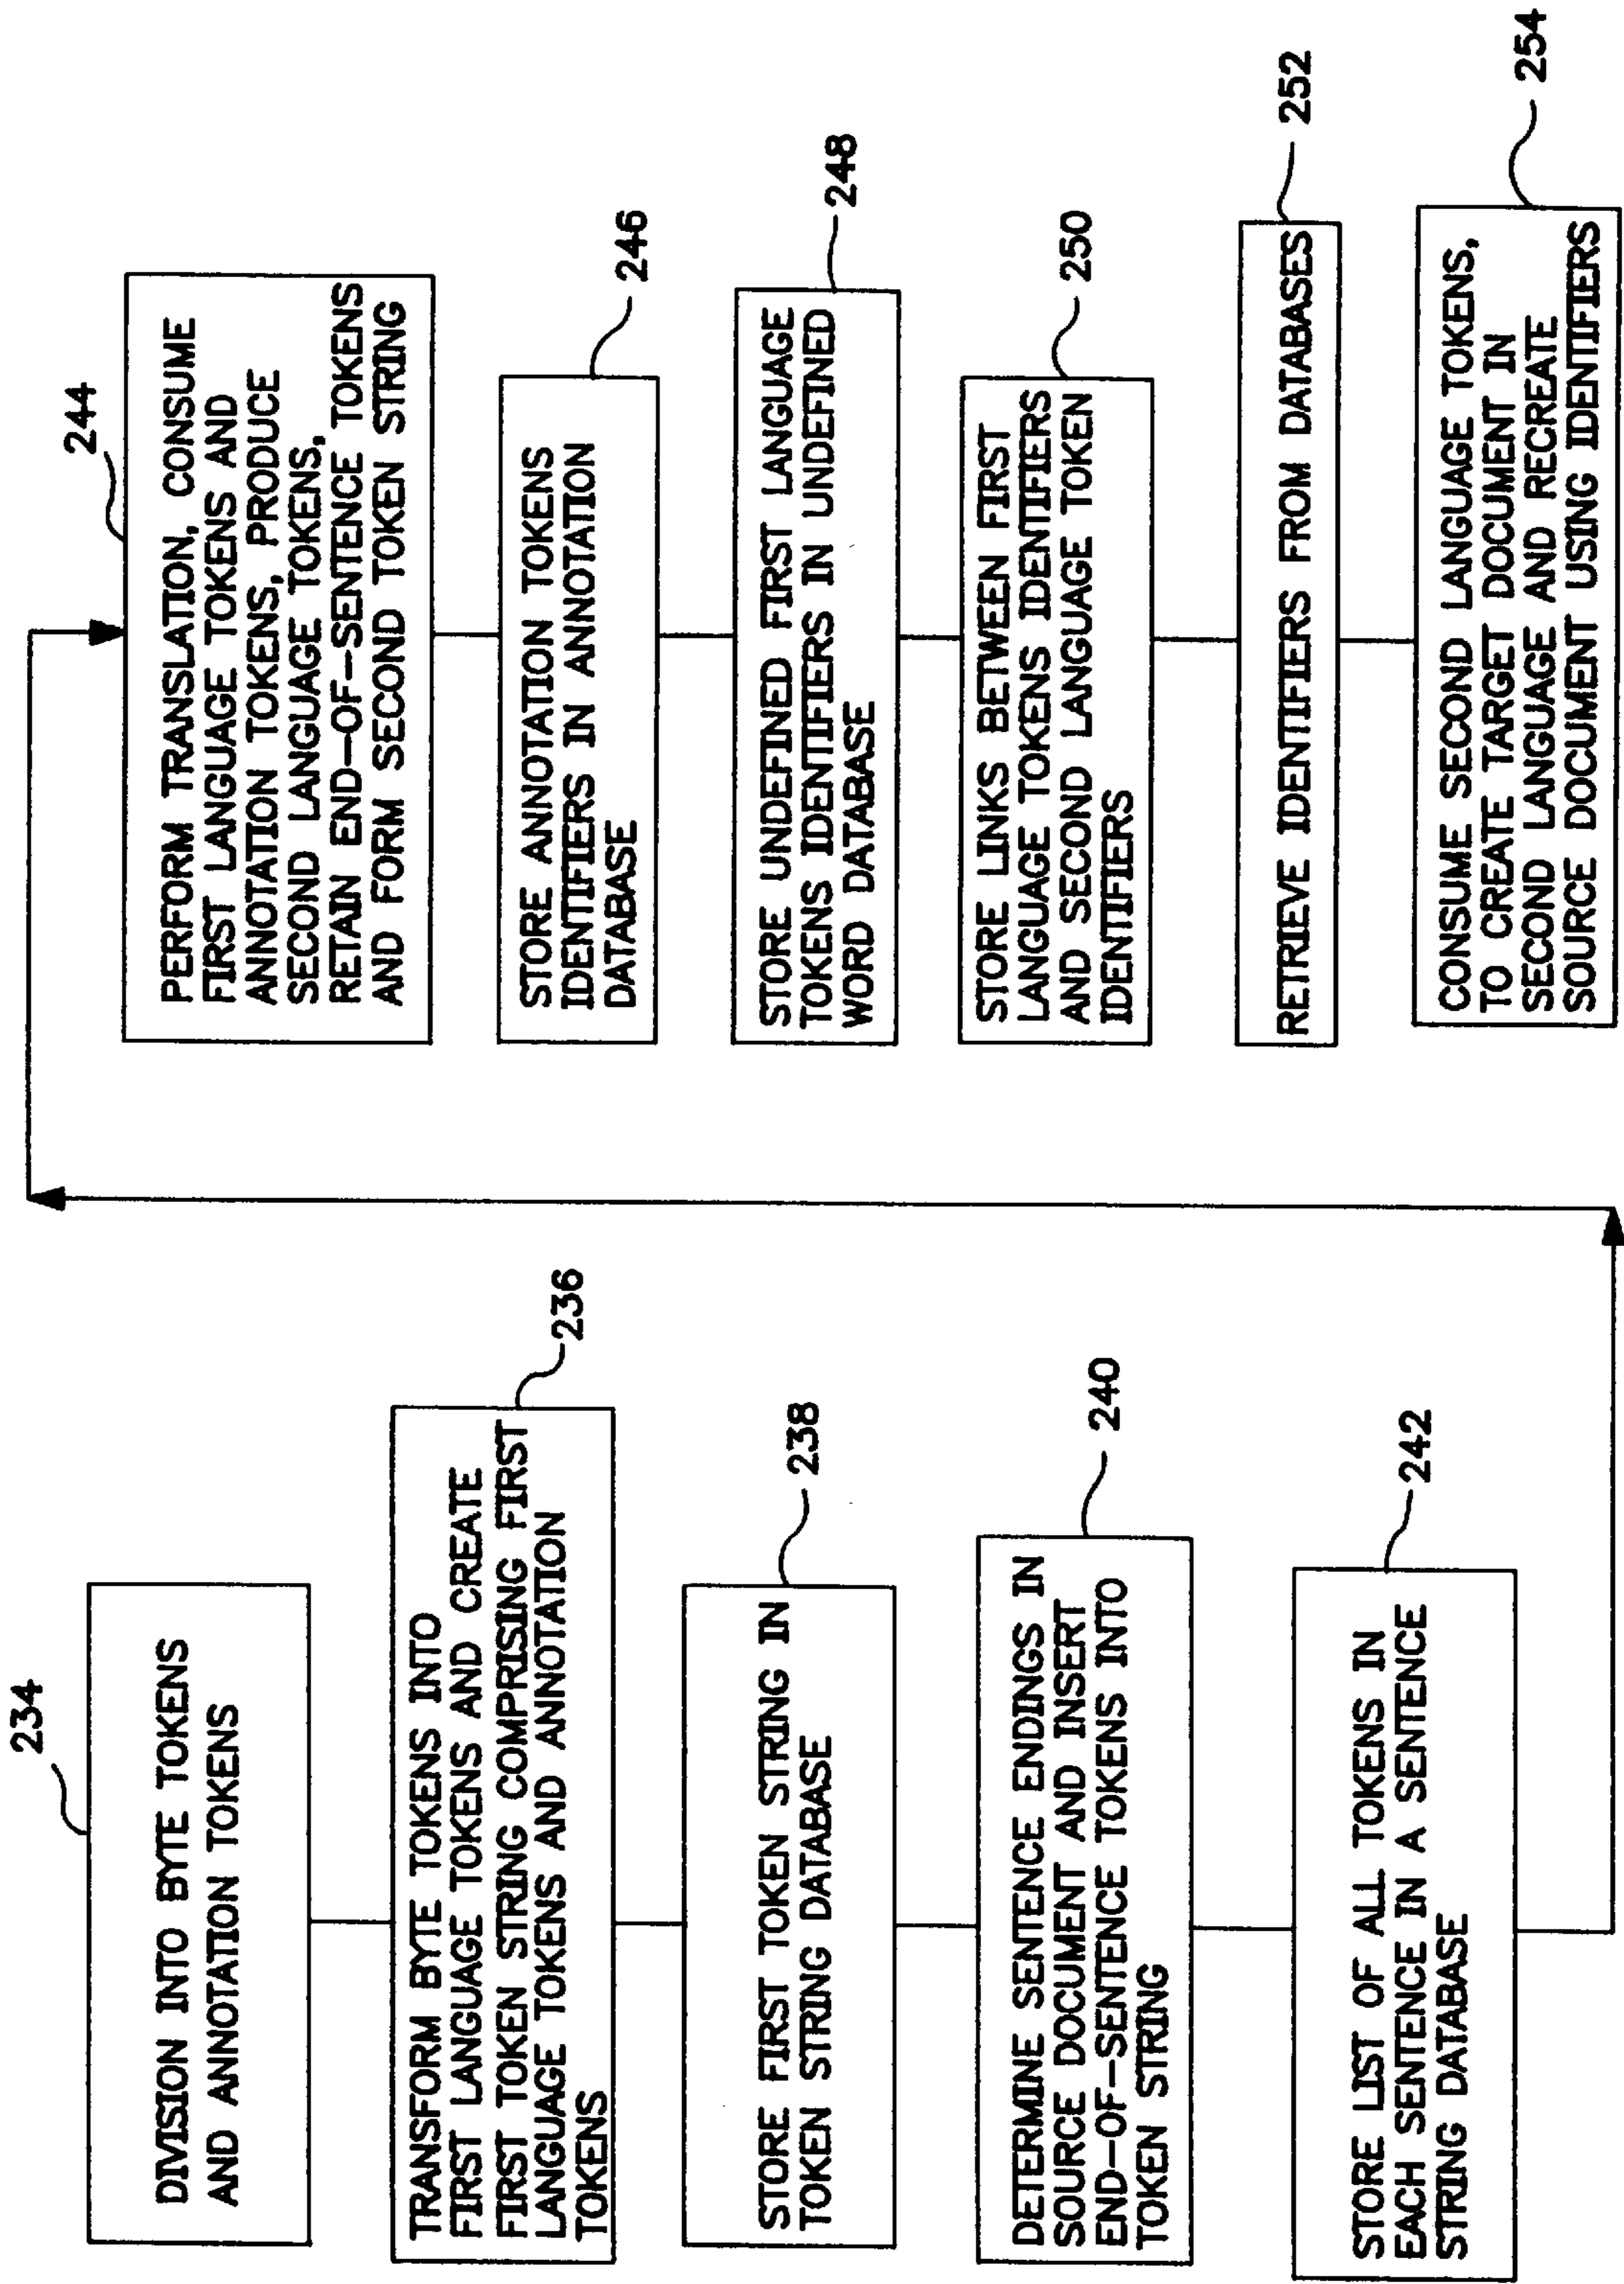 234
DIVISION INTO BYTE TOKENS
AND ANNOTATION TOKENS
236
TRANSFORM BYTE TOKENS INTO
FIRST LANGUAGE TOKENS AND CREATE
FIRST TOKEN STRING COMPRISING FIRST
LANGUAGE TOKENS AND ANNOTATION
TOKENS
238
STORE FIRST TOKEN STRING IN
TOKEN STRING DATABASE
240
DETERMINE SENTENCE ENDINGS IN
SOURCE DOCUMENT AND INSERT
END-OF-SENTENCE TOKENS INTO
TOKEN STRING
242
STORE LIST OF ALL TOKENS IN
EACH SENTENCE IN A SENTENCE
STRING DATABASE
244
PERFORM TRANSLATION, CONSUME
FIRST LANGUAGE TOKENS AND
ANNOTATION TOKENS, PRODUCE
SECOND LANGUAGE TOKENS,
RETAIN END-OF-SENTENCE TOKENS
AND FORM SECOND TOKEN STRING
246
STORE ANNOTATION TOKENS
IDENTIFIERS IN ANNOTATION
DATABASE
248
STORE UNDEFINED FIRST LANGUAGE
TOKENS IDENTIFIERS IN UNDEFINED
WORD DATABASE
250
STORE LINKS BETWEEN FIRST
LANGUAGE TOKENS IDENTIFIERS
AND SECOND LANGUAGE TOKEN
IDENTIFIERS
252
RETRIEVE IDENTIFIERS FROM DATABASES
254
CONSUME SECOND LANGUAGE TOKENS,
TO CREATE TARGET DOCUMENT IN
SECOND LANGUAGE AND RECREATE
SOURCE DOCUMENT USING IDENTIFIERS